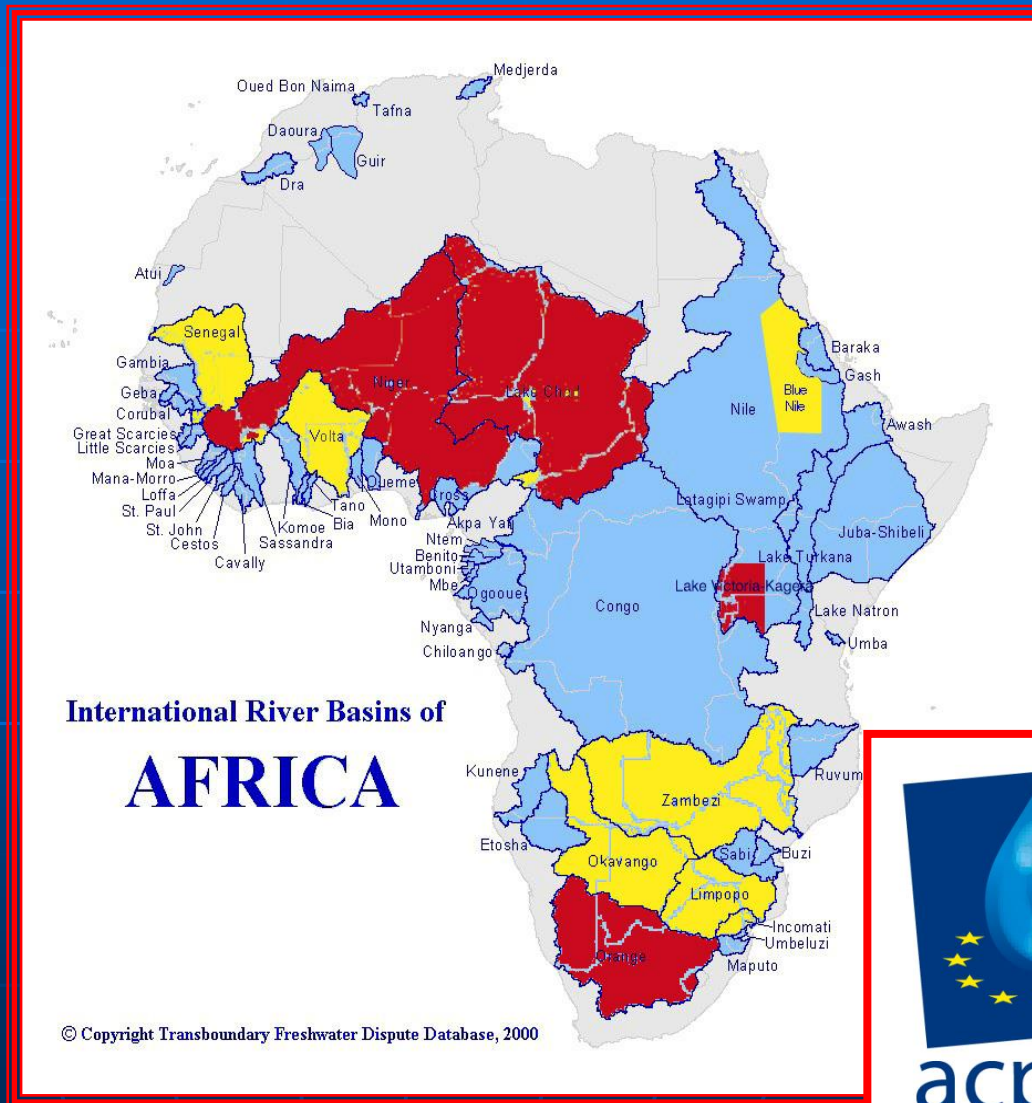 Medjerda
Oued Bon Naima
Tafna
Daoura
Guir
Dra
Atui
Senegal
Gambia
Geba
Corubal
Great Scarcies
Little Scarcies
Moa
Mana-Morro
Loffa
St. Paul
St. John
Cestos
Cavally
Sassandra
Komoe
Bia
Tano
Mono
Volta
Oueme
Niger
Lake Chad
Cross
Akpa Yafi
Ntem
Benito
Utamboni
Mbe
Ogooue
Nyanga
Chiloango
Congo
Nile
Blue
Nile
Baraka
Gash
Awash
Latagipi Swamp
Juba-Shibeli
Lake Turkana
Lake Victoria-Kagera
Lake Natron
Umba
International River Basins of
AFRICA
Kunene
Etosha
Zambezi
Ruvum
Okavango
Sabi
Buzi
Limpopo
Incomati
Umbeluzi
Maputo
Orange
© Copyright Transboundary Freshwater Dispute Database, 2000